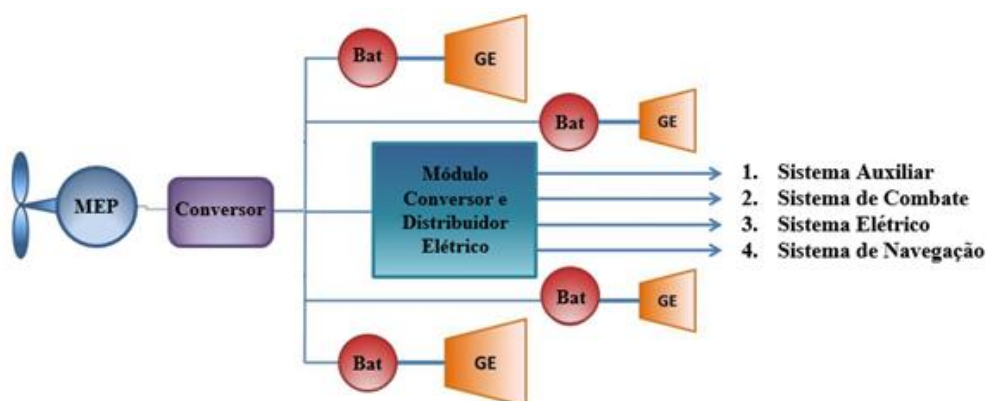 Bat
GE
Bat
GE
MEP
Conversor
Módulo
Conversor e
Distribuidor
Elétrico
1. Sistema Auxiliar
2. Sistema de Combate
3. Sistema Elétrico
4. Sistema de Navegação
Bat
GE
Bat
GE